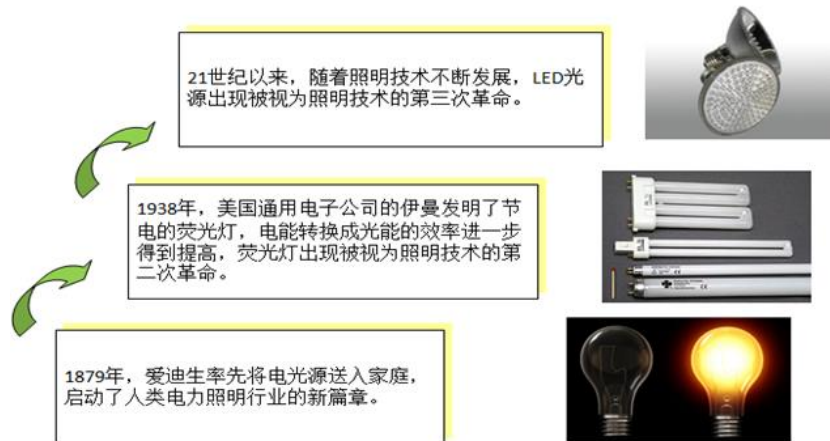 21世纪以来，随着照明技术不断发展，LED光
源出现被视为照明技术的第三次革命。
1938年，美国通用电子公司的伊曼发明了节
电的荧光灯，电能转换成光能的效率进一步
得到提高，荧光灯出现被视为照明技术的第
二次革命。
1879年，爱迪生率先将电光源送入家庭，
启动了人类电力照明行业的新篇章。